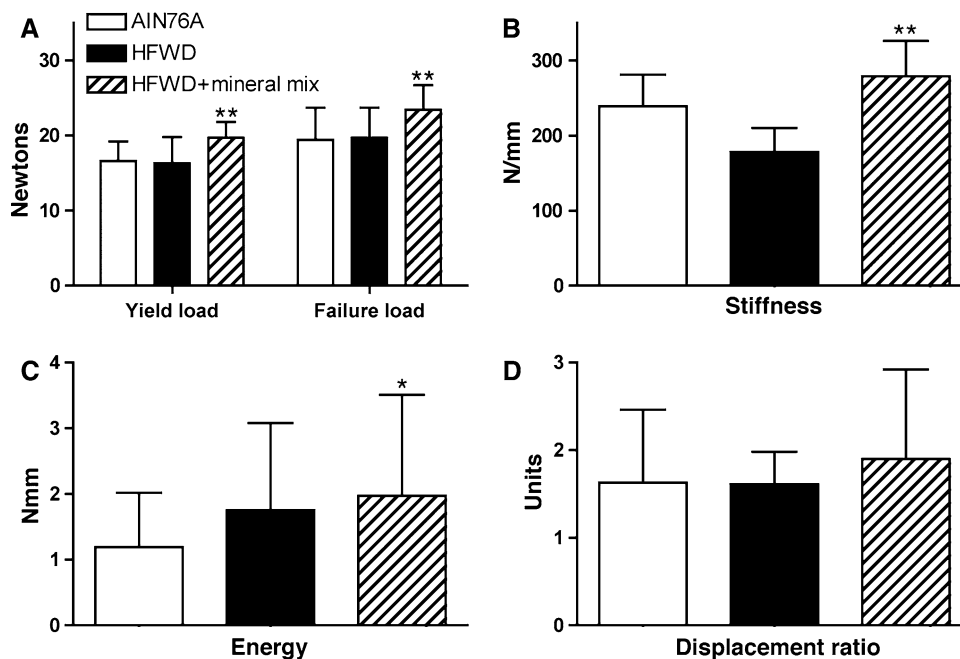 A
AIN76A
HFWD
HFWD+mineral mix
**
**
30
20
10
0
Newtons
Yield load
Failure load
B
**
300
200
100
0
N/mm
Stiffness
C
*
4
3
2
1
0
Nmm
Energy
D
3
2
1
0
Units
Displacement ratio